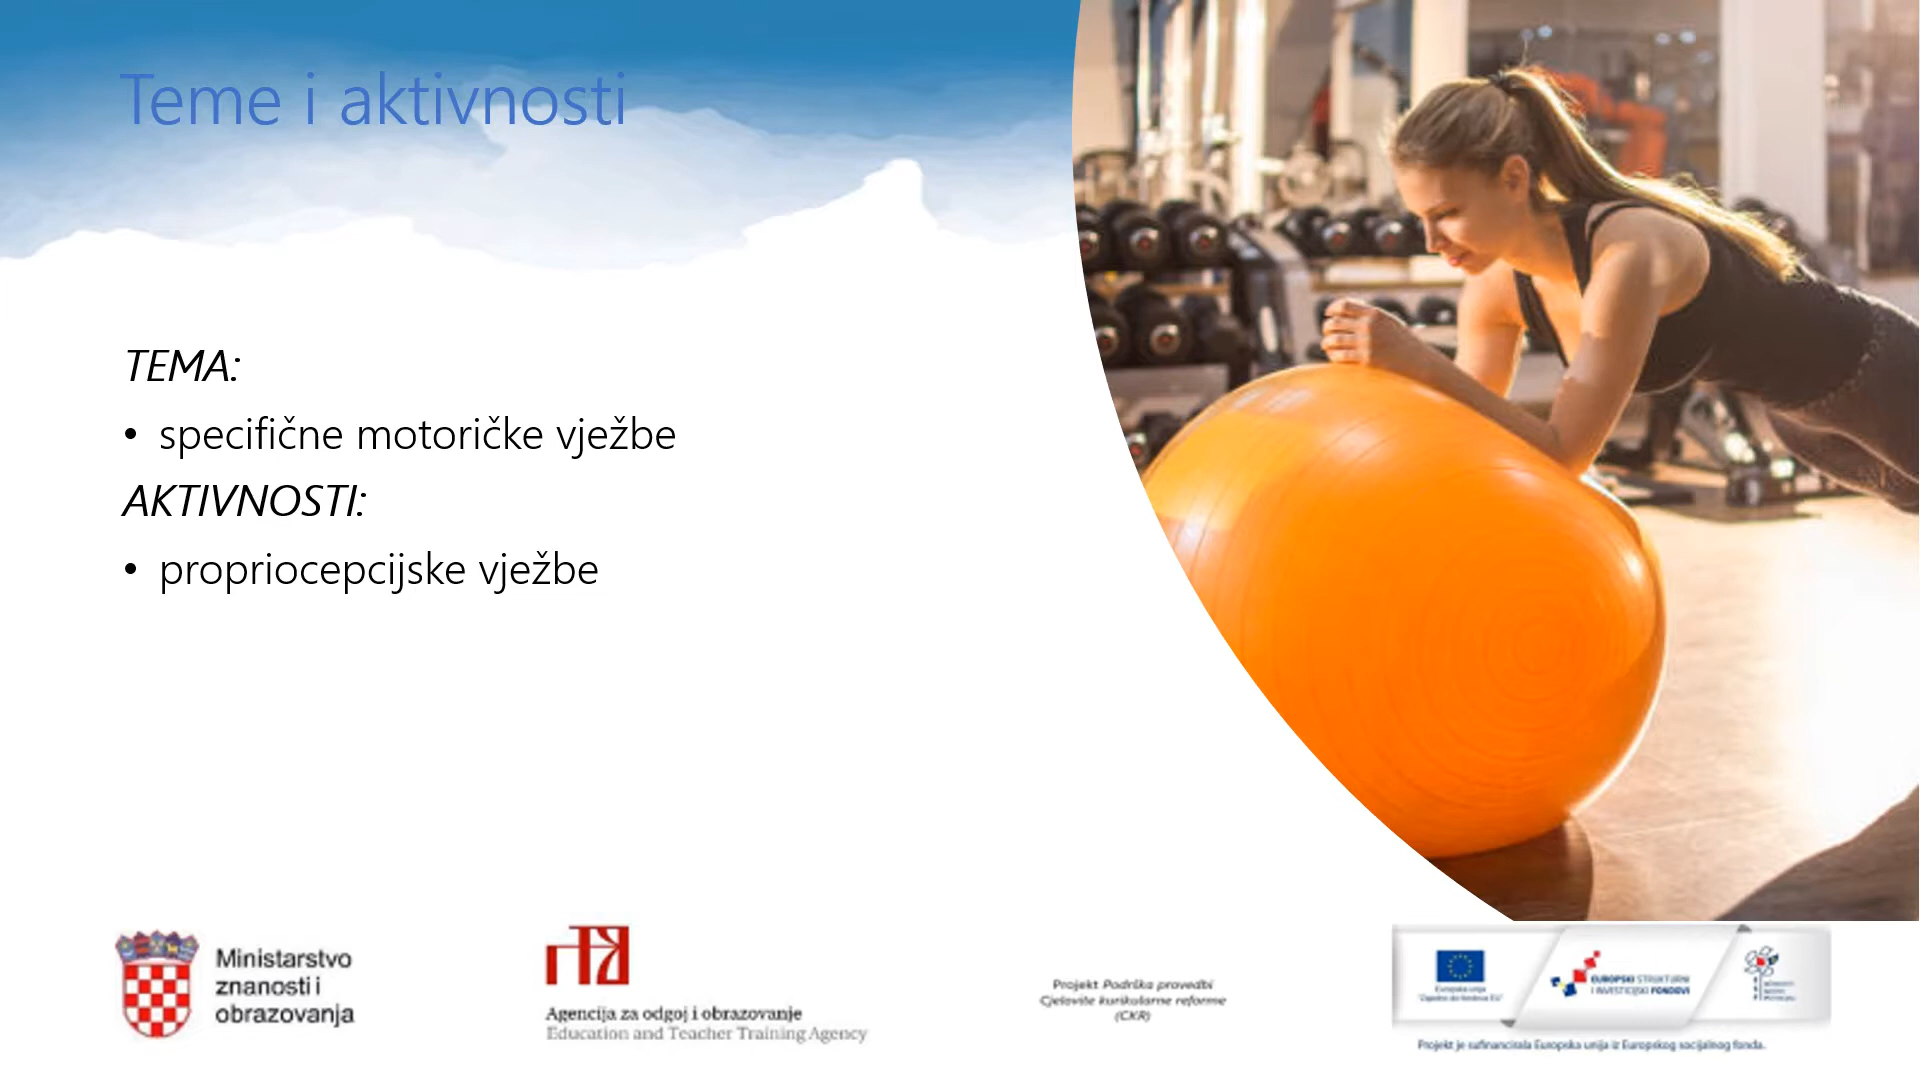 Teme i aktivnosti
TEMA:
• specifične motoričke vježbe
AKTIVNOSTI:
• propriocepcijske vježbe
Ministarstvo
znanosti i
obrazovanja
Agencija za odgoj i obrazovanje
Education and Teacher Training Agency
Projekt Podrška provedbi
Cjelovite kurikularne reforme
(CKR)
Europska unija
EUROPSKI STRUKTURNI
I INVESTICIJSKI FONDOVI
Projekt je sufinancirala Europska unija iz Europskog socijalnog fonda.